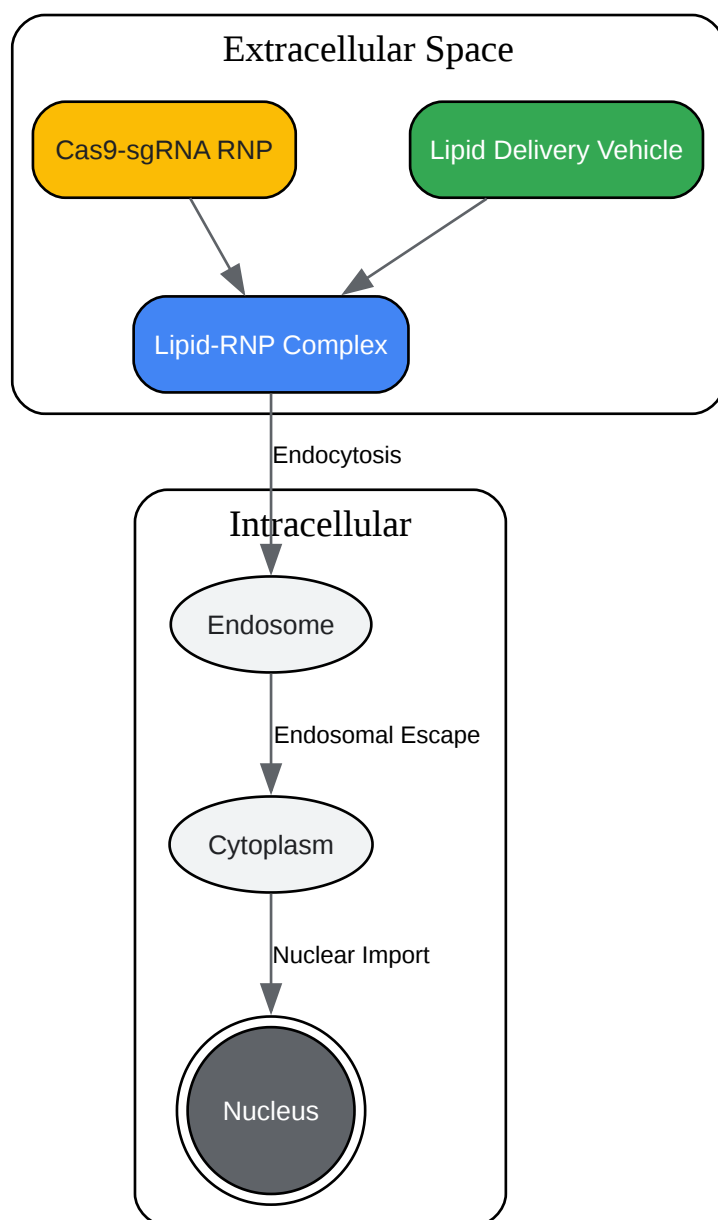 Extracellular Space
Cas9-sgRNA RNP
Lipid Delivery Vehicle
Lipid-RNP Complex
Endocytosis
Intracellular
Endosome
Endosomal Escape
Cytoplasm
Nuclear Import
Nucleus